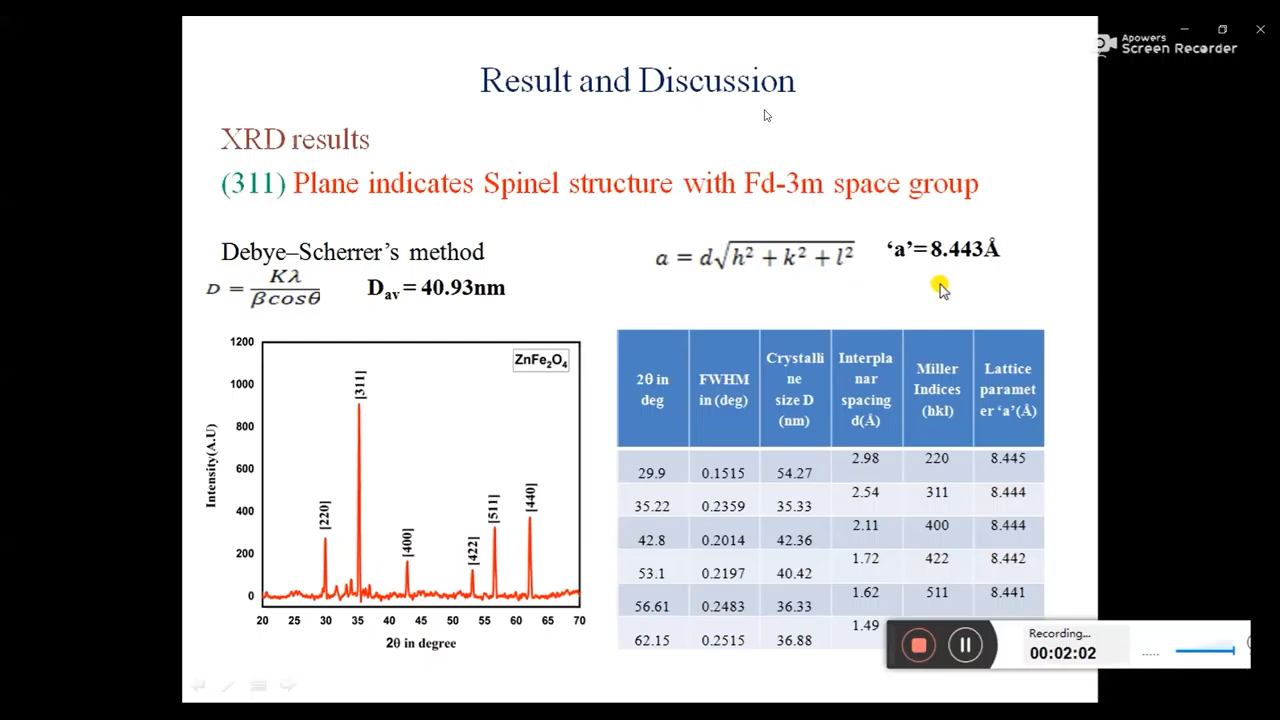 Apowers
Screen Recorder
Result and Discussion
XRD results
(311) Plane indicates Spinel structure with Fd-3m space group
Debye–Scherrer’s method
D = Kλ / βcosθ
D_av = 40.93nm
a = d√h² + k² + l²
‘a’= 8.443Å
1200
1000
800
600
400
200
0
Intensity(A.U)
ZnFe₂O₄
[220]
[311]
[400]
[422]
[511]
[440]
20 25 30 35 40 45 50 55 60 65 70
2θ in degree
2θ in deg | FWHM in (deg) | Crystalli ne size D (nm) | Interpla nar spacing d(Å) | Miller Indices (hkl) | Lattice paramet er ‘a’(Å)
29.9 0.1515 54.27 2.98 220 8.445
35.22 0.2359 35.33 2.54 311 8.444
42.8 0.2014 42.36 2.11 400 8.444
53.1 0.2197 40.42 1.72 422 8.442
56.61 0.2483 36.33 1.62 511 8.441
62.15 0.2515 36.88 1.49
Recording...
00:02:02